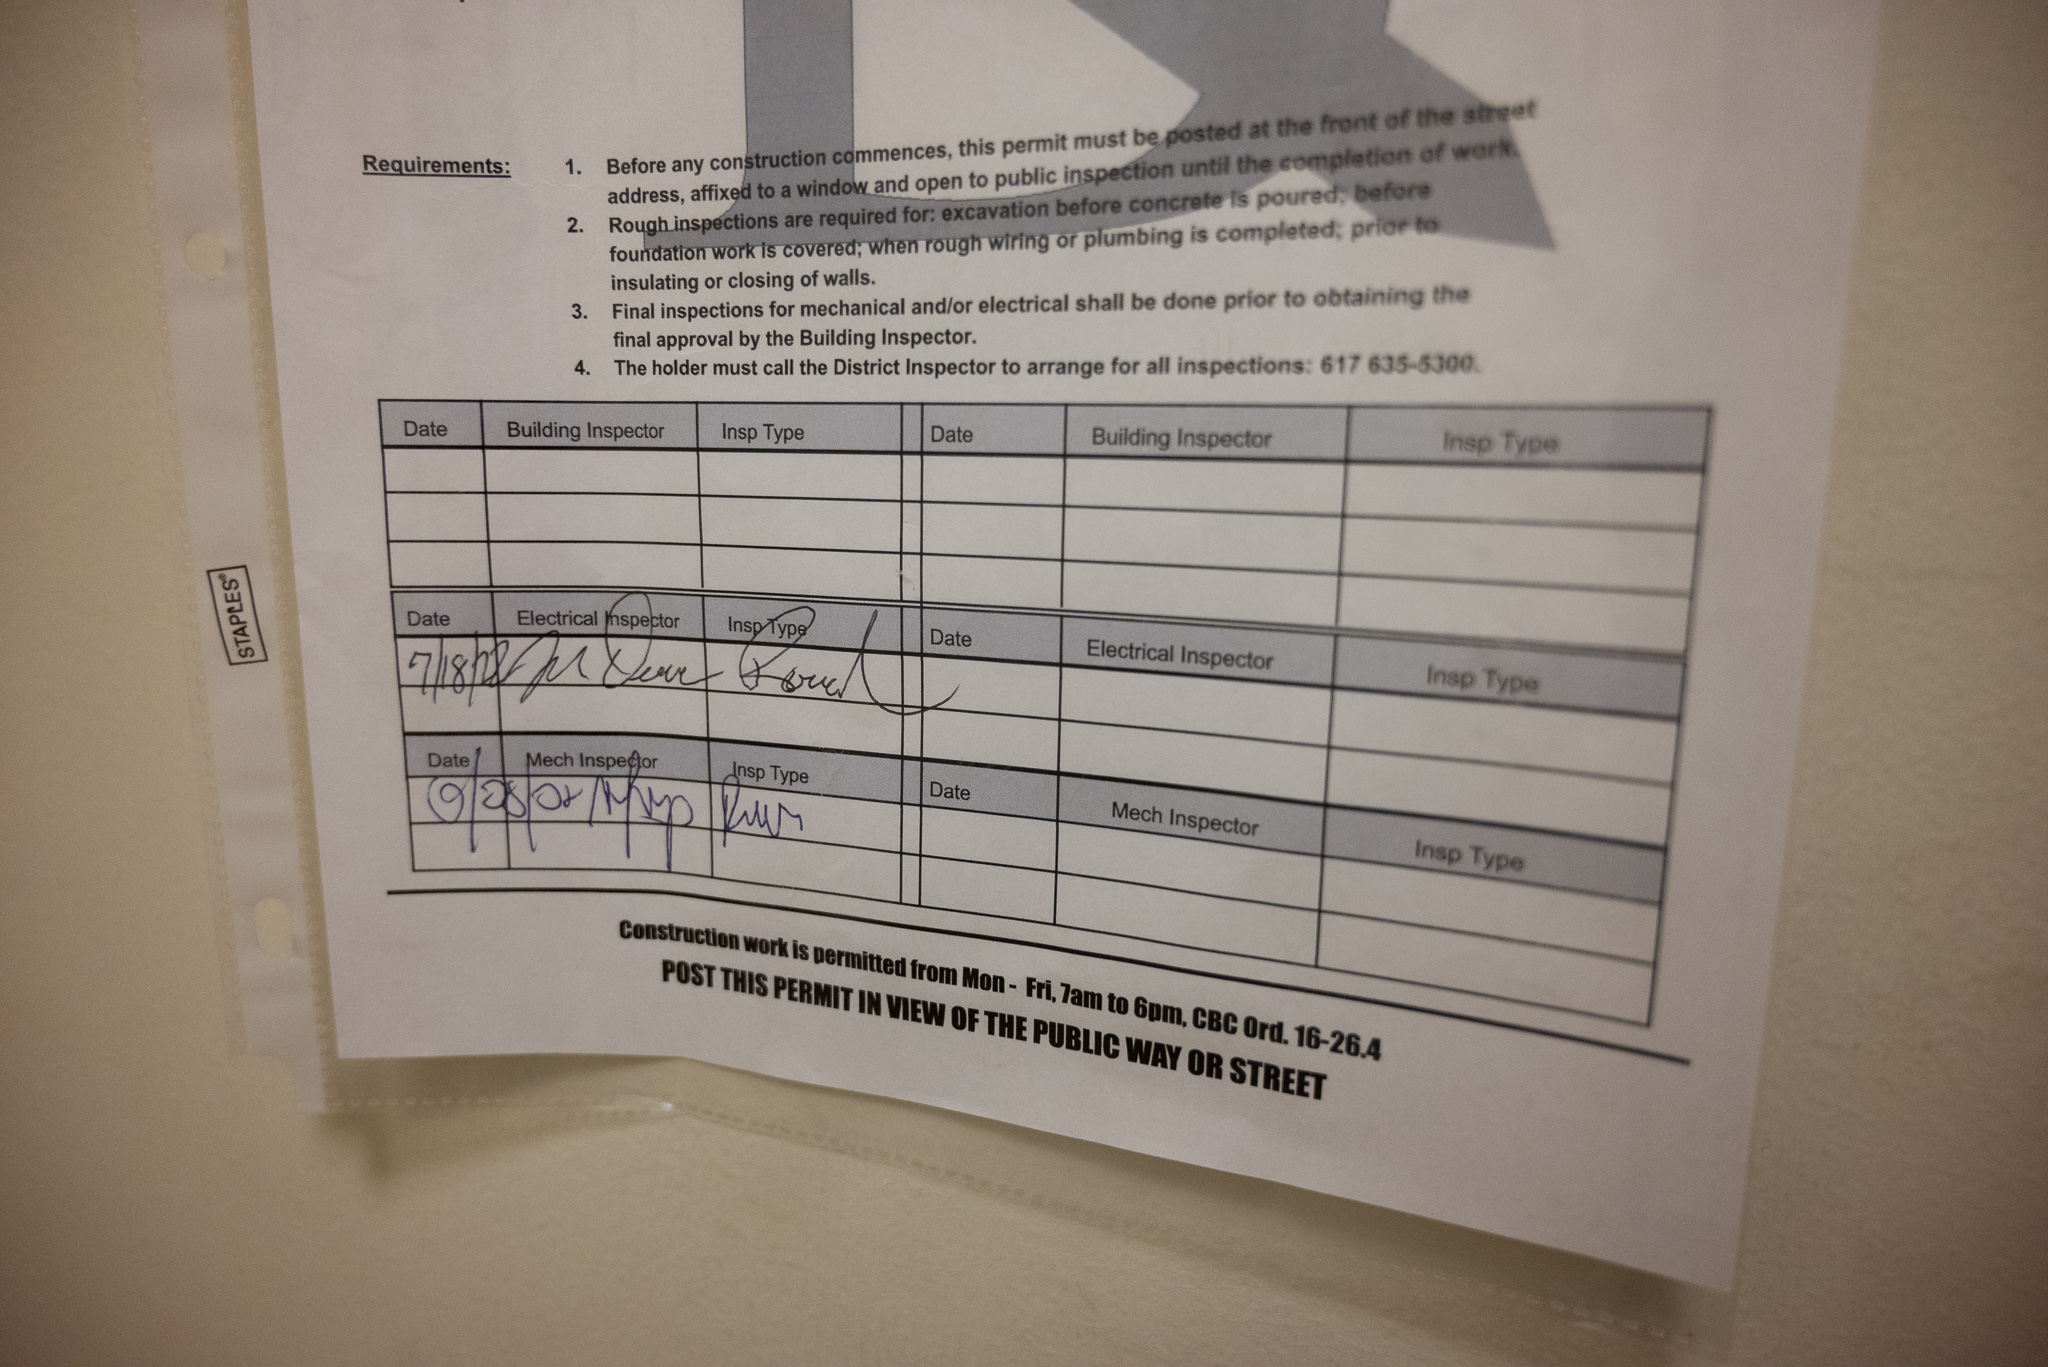 Requirements:
1. Before any construction commences, this permit must be posted at the front of the street
address, affixed to a window and open to public inspection until the completion of work.
2. Rough inspections are required for: excavation before concrete is poured; before
foundation work is covered; when rough wiring or plumbing is completed; prior to
insulating or closing of walls.
3. Final inspections for mechanical and/or electrical shall be done prior to obtaining the
final approval by the Building Inspector.
4. The holder must call the District Inspector to arrange for all inspections: 617 635-5300.
Date Building Inspector Insp Type Date Building Inspector Insp Type
STAPLES®
Date Electrical Inspector Insp Type Date Electrical Inspector Insp Type
7/18/
Date Mech Inspector Insp Type Date Mech Inspector Insp Type
Construction work is permitted from Mon - Fri, 7am to 6pm, CBC Ord. 16-26.4
POST THIS PERMIT IN VIEW OF THE PUBLIC WAY OR STREET